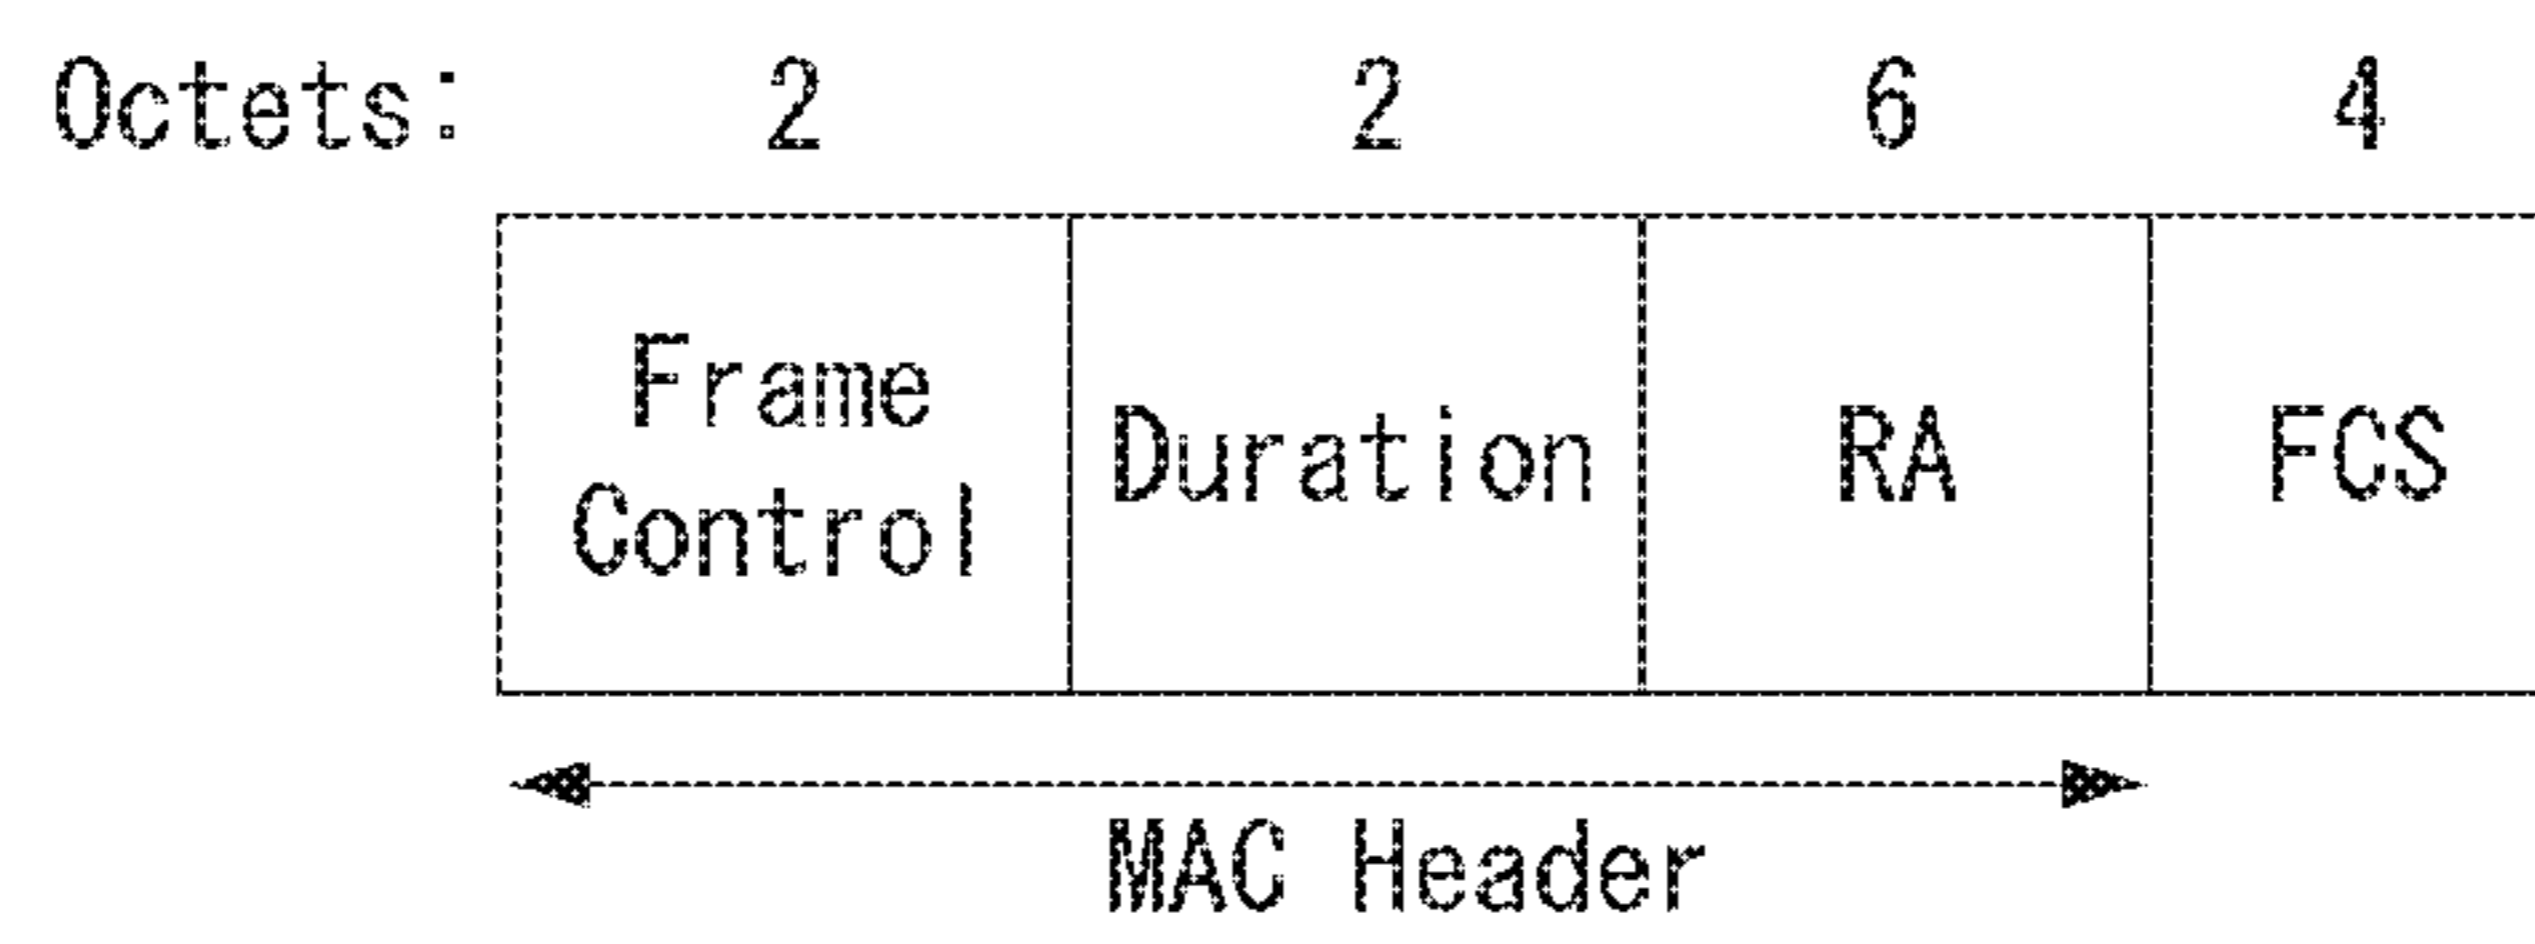 Octets: 2 2 6 4
Frame
Control
Duration
RA
FCS
MAC Header